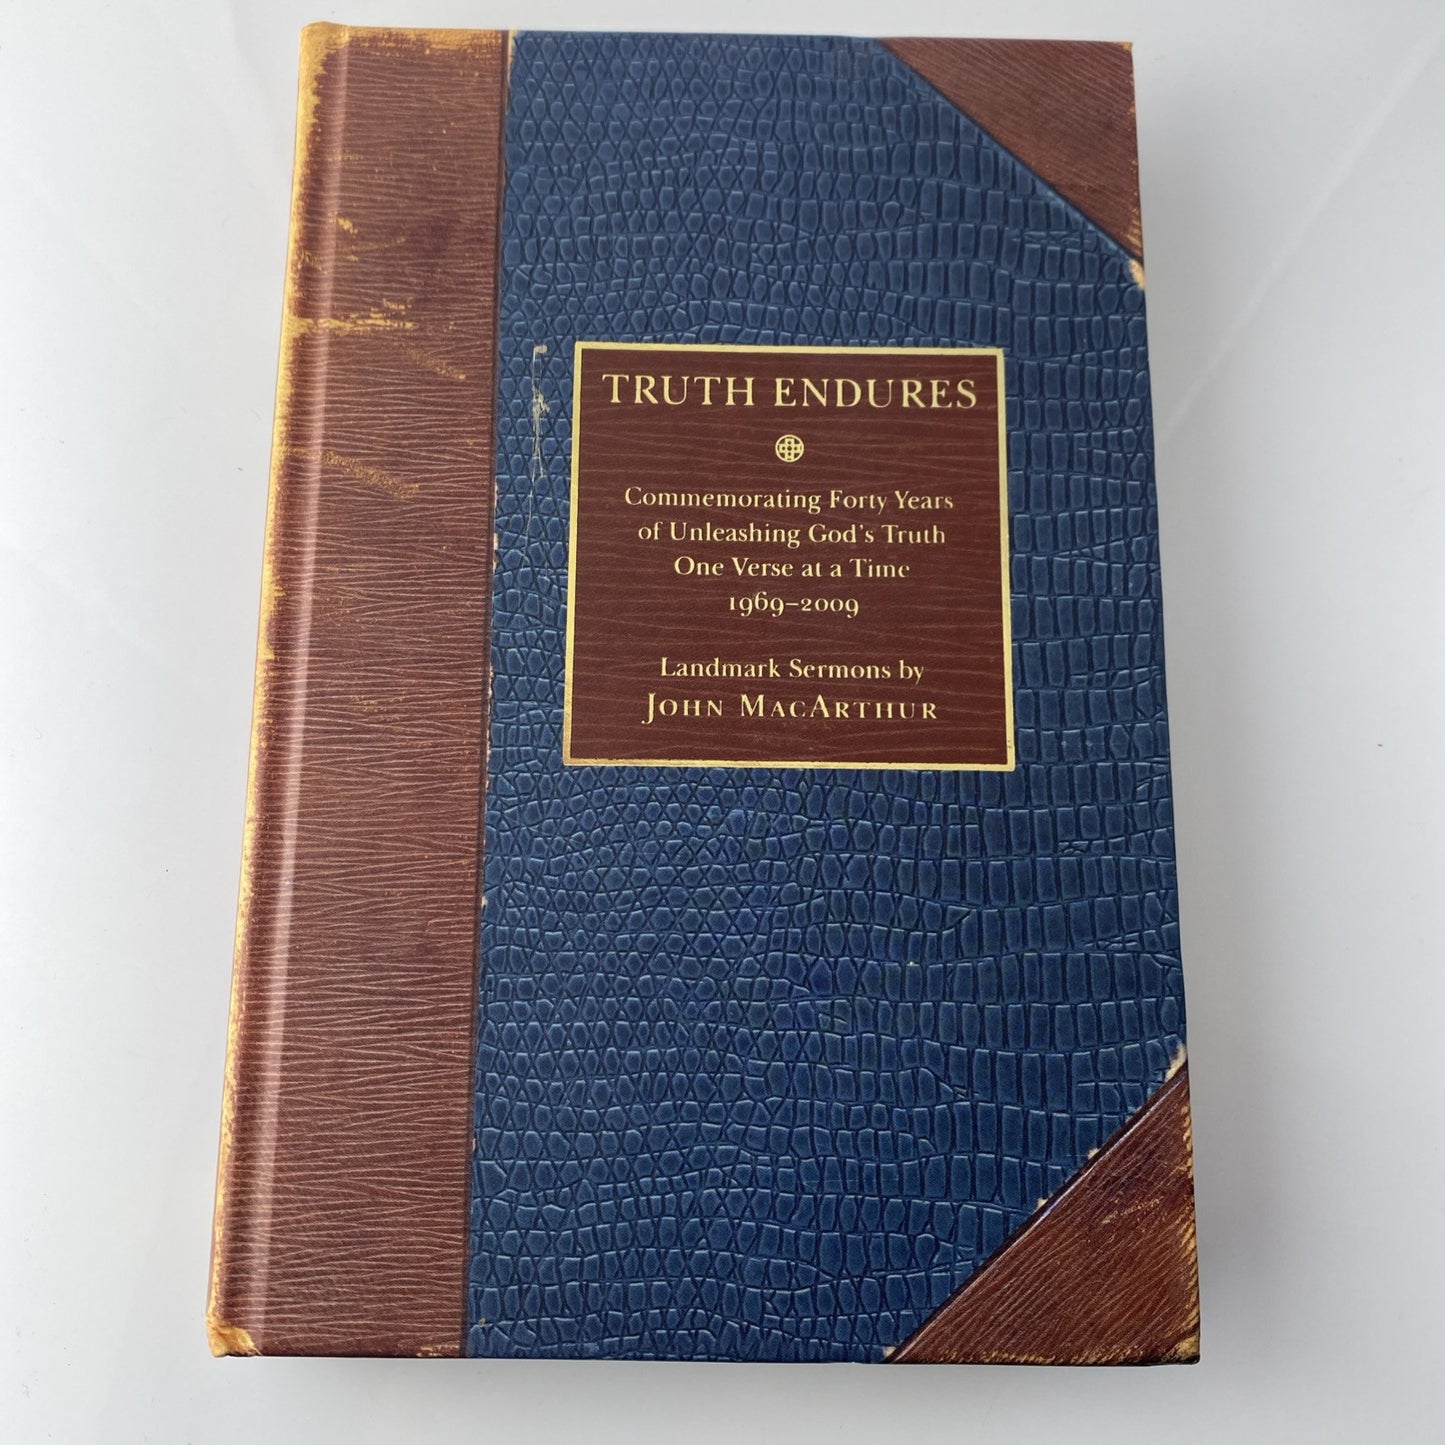 TRUTH ENDURES
Commemorating Forty Years
of Unleashing God's Truth
One Verse at a Time
1969–2009
Landmark Sermons by
JOHN MACARTHUR